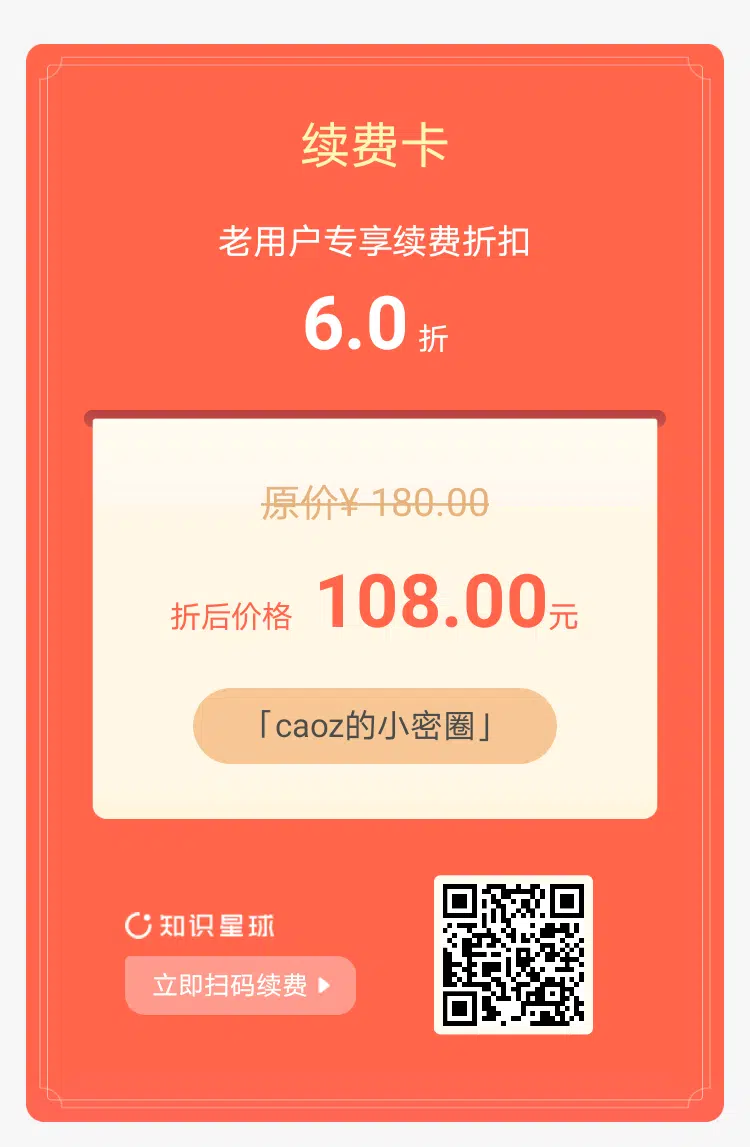 续费卡
老用户专享续费折扣
6.0 折
原价¥ 180.00
折后价格 108.00元
「caoz的小密圈」
知识星球
立即扫码续费